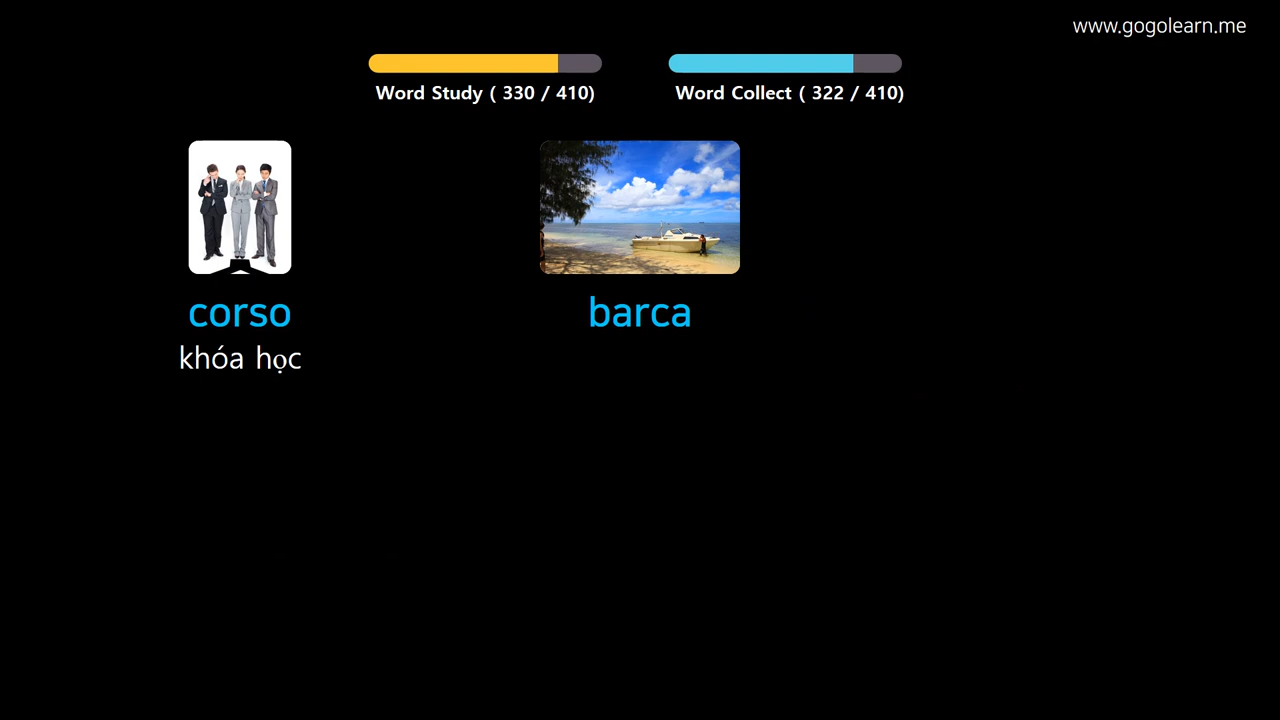 www.gogolearn.me
Word Study ( 330 / 410)
Word Collect ( 322 / 410)
corso
khóa học
barca